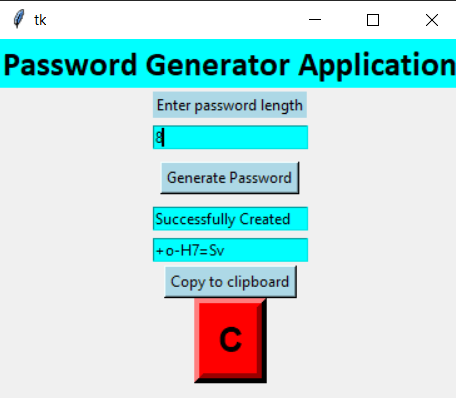 tk
Password Generator Application
Enter password length
8
Generate Password
Successfully Created
+o-H7=Sv
Copy to clipboard
C